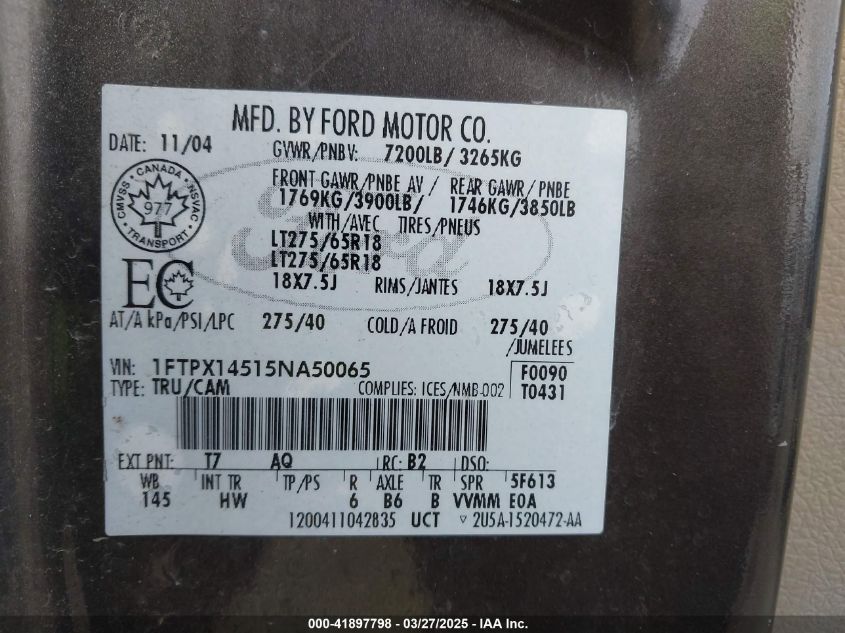 MFD. BY FORD MOTOR CO.
DATE: 11/04
GVWR/PNBV: 7200LB/ 3265KG
FRONT GAWR/PNBE AV / REAR GAWR/PNBE
1769KG/3900LB/ 1746KG/3850LB
WITH/AVEC TIRES/PNEUS
LT275/65R18
LT275/65R18
18X7.5J RIMS/JANTES 18X7.5J
CANADA
CMVSS NSVAC
977
TRANSPORT
Ford
EC
AT/A kPa/PSI/LPC 275/40 COLD/A FROID 275/40
/JUMELEES
VIN: 1FTPX14515NA50065 F0090
TYPE: TRU/CAM COMPLIES: ICES/NMB-002 T0431
EXT PNT: T7 AQ RC: B2 DSO:
WB INT TR TP/PS R AXLE TR SPR 5F613
145 HW 6 B6 B VVMM E0A
1200411042835 UCT ▽ 2U5A-1520472-AA
000-41897798 - 03/27/2025 - IAA Inc.